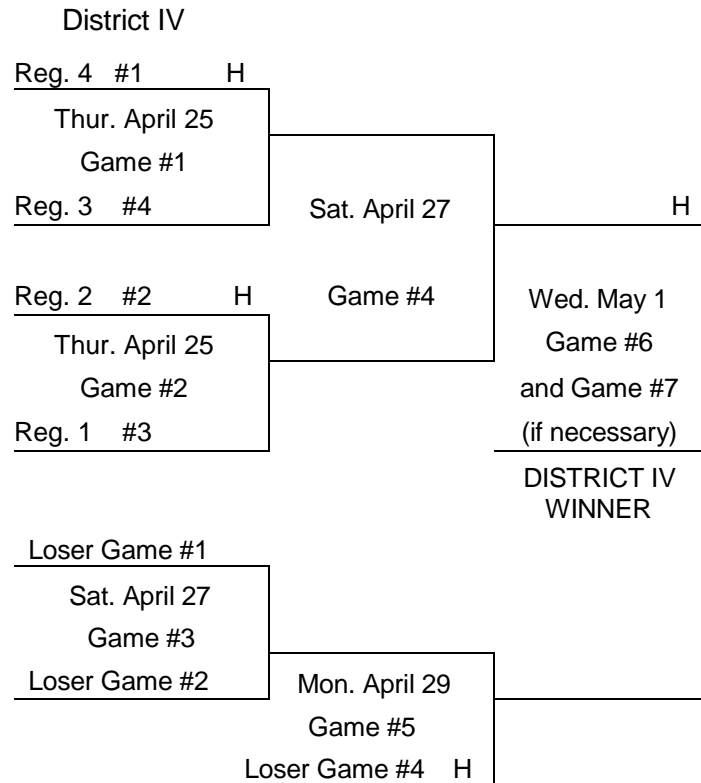 District IV
Reg. 4 #1 H
Thur. April 25
Game #1
Reg. 3 #4
Sat. April 27
H
Reg. 2 #2 H
Game #4
Wed. May 1
Thur. April 25
Game #6
Game #2
and Game #7
Reg. 1 #3
(if necessary)
DISTRICT IV
WINNER
Loser Game #1
Sat. April 27
Game #3
Loser Game #2
Mon. April 29
Game #5
Loser Game #4 H